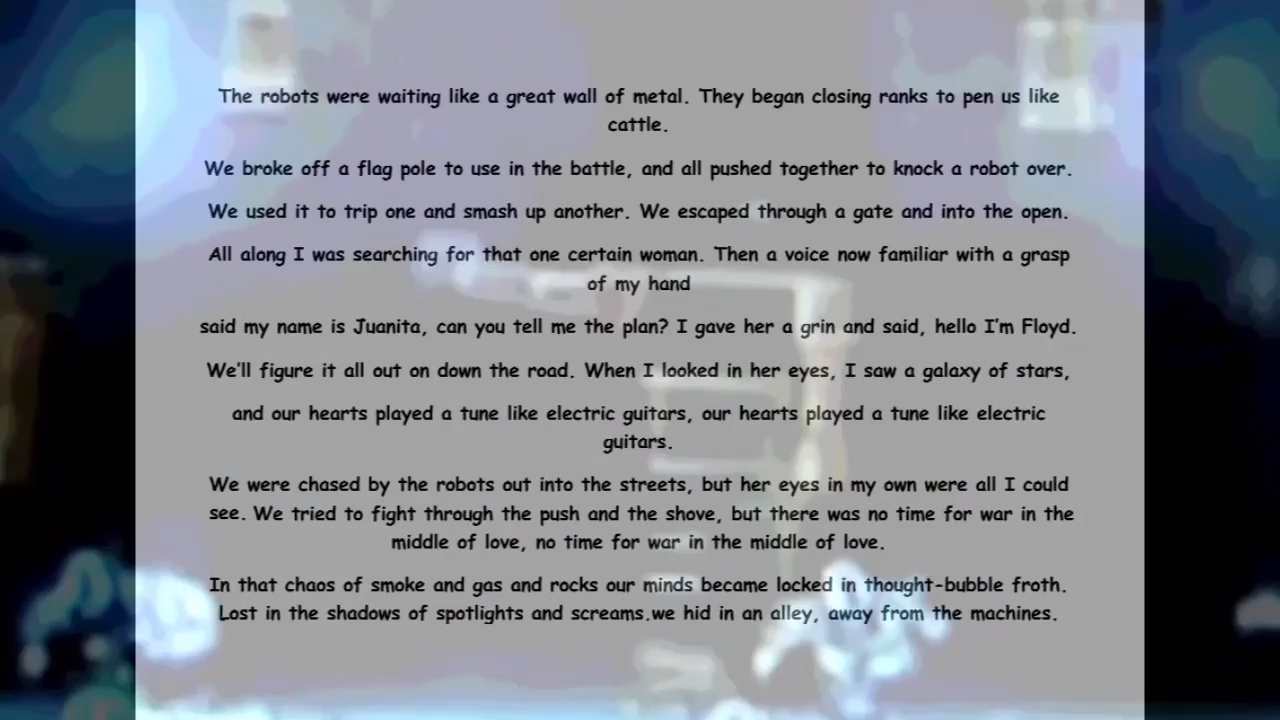 The robots were waiting like a great wall of metal. They began closing ranks to pen us like
cattle.
We broke off a flag pole to use in the battle, and all pushed together to knock a robot over.
We used it to trip one and smash up another. We escaped through a gate and into the open.
All along I was searching for that one certain woman. Then a voice now familiar with a grasp
of my hand
said my name is Juanita, can you tell me the plan? I gave her a grin and said, hello I'm Floyd.
We'll figure it all out on down the road. When I looked in her eyes, I saw a galaxy of stars,
and our hearts played a tune like electric guitars, our hearts played a tune like electric
guitars.
We were chased by the robots out into the streets, but her eyes in my own were all I could
see. We tried to fight through the push and the shove, but there was no time for war in the
middle of love, no time for war in the middle of love.
In that chaos of smoke and gas and rocks our minds became locked in thought-bubble froth.
Lost in the shadows of spotlights and screams.we hid in an alley, away from the machines.